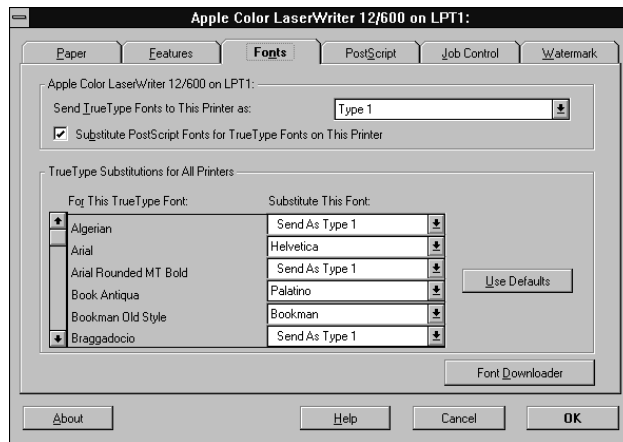 Apple Color LaserWriter 12/600 on LPT1:
Paper Features Fonts PostScript Job Control Watermark
Apple Color LaserWriter 12/600 on LPT1:
Send TrueType Fonts to This Printer as: Type 1
Substitute PostScript Fonts for TrueType Fonts on This Printer
TrueType Substitutions for All Printers
For This TrueType Font: Substitute This Font:
Algerian Send As Type 1
Arial Helvetica
Arial Rounded MT Bold Send As Type 1
Book Antiqua Palatino
Use Defaults
Bookman Old Style Bookman
Braggadocio Send As Type 1
Font Downloader
About Help Cancel OK